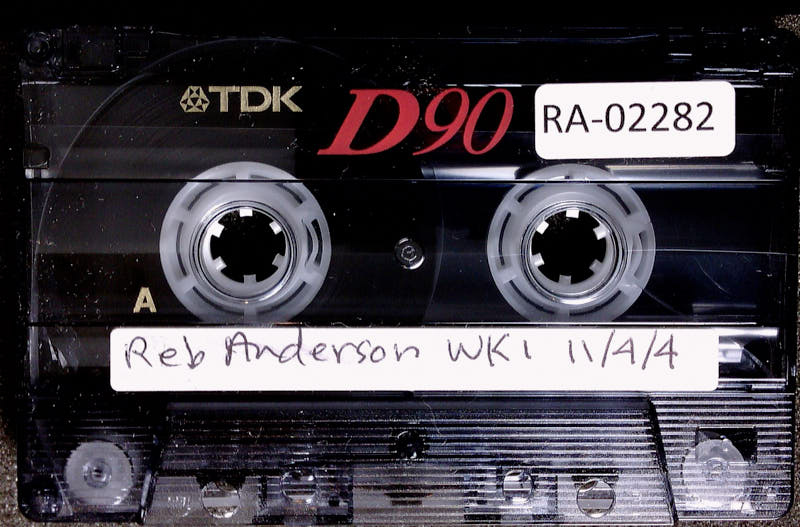 TDK D90 RA-02282
A
Reb Anderson WK1 11/4/4